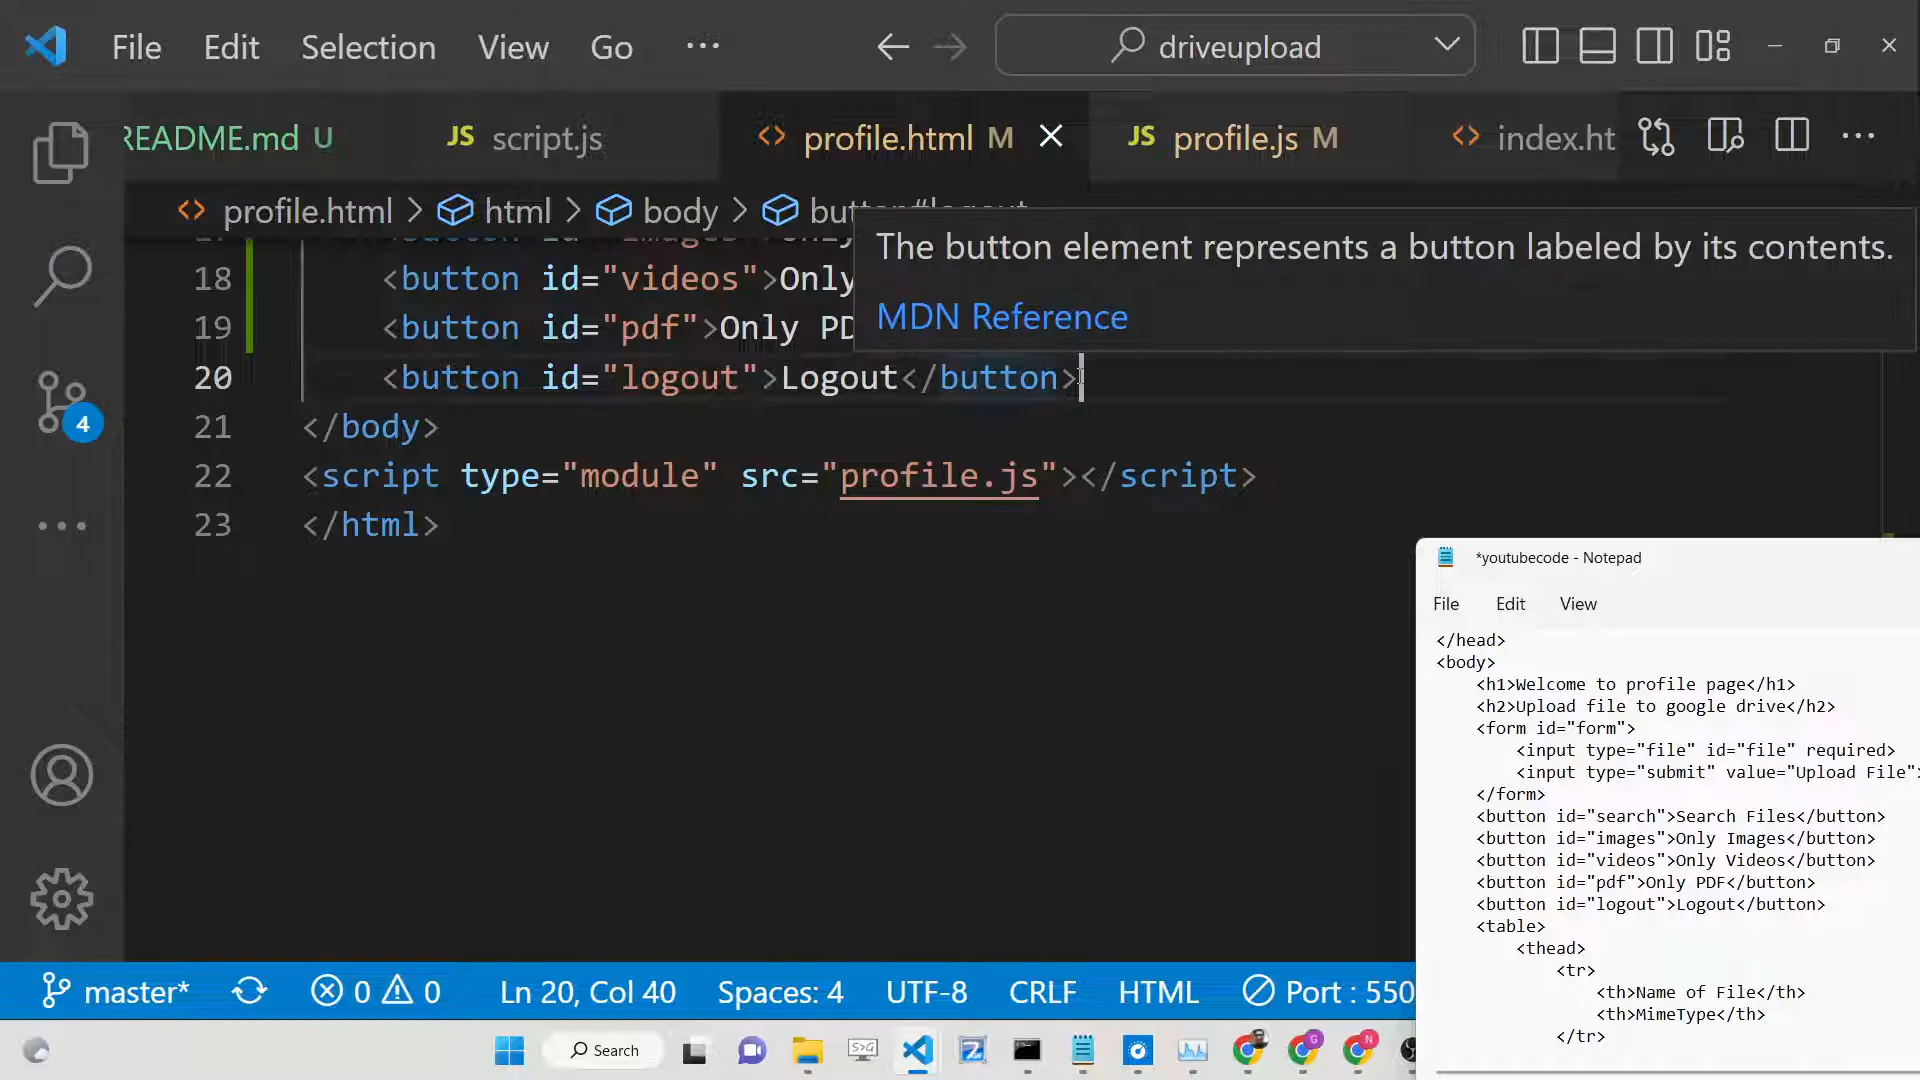 File Edit Selection View Go ··· driveupload
README.md U JS script.js <> profile.html M JS profile.js M <> index.ht
<> profile.html > html > body > button#logout
18 <button id="videos">Only
19 <button id="pdf">Only PD
20 <button id="logout">Logout</button>
21 </body>
22 <script type="module" src="profile.js"></script>
23 </html>
The button element represents a button labeled by its contents.
MDN Reference
4
*youtubecode - Notepad
File Edit View
</head>
<body>
<h1>Welcome to profile page</h1>
<h2>Upload file to google drive</h2>
<form id="form">
<input type="file" id="file" required>
<input type="submit" value="Upload File">
</form>
<button id="search">Search Files</button>
<button id="images">Only Images</button>
<button id="videos">Only Videos</button>
<button id="pdf">Only PDF</button>
<button id="logout">Logout</button>
<table>
<thead>
<tr>
<th>Name of File</th>
<th>MimeType</th>
</tr>
master* 0 0 Ln 20, Col 40 Spaces: 4 UTF-8 CRLF HTML Port : 550
Search